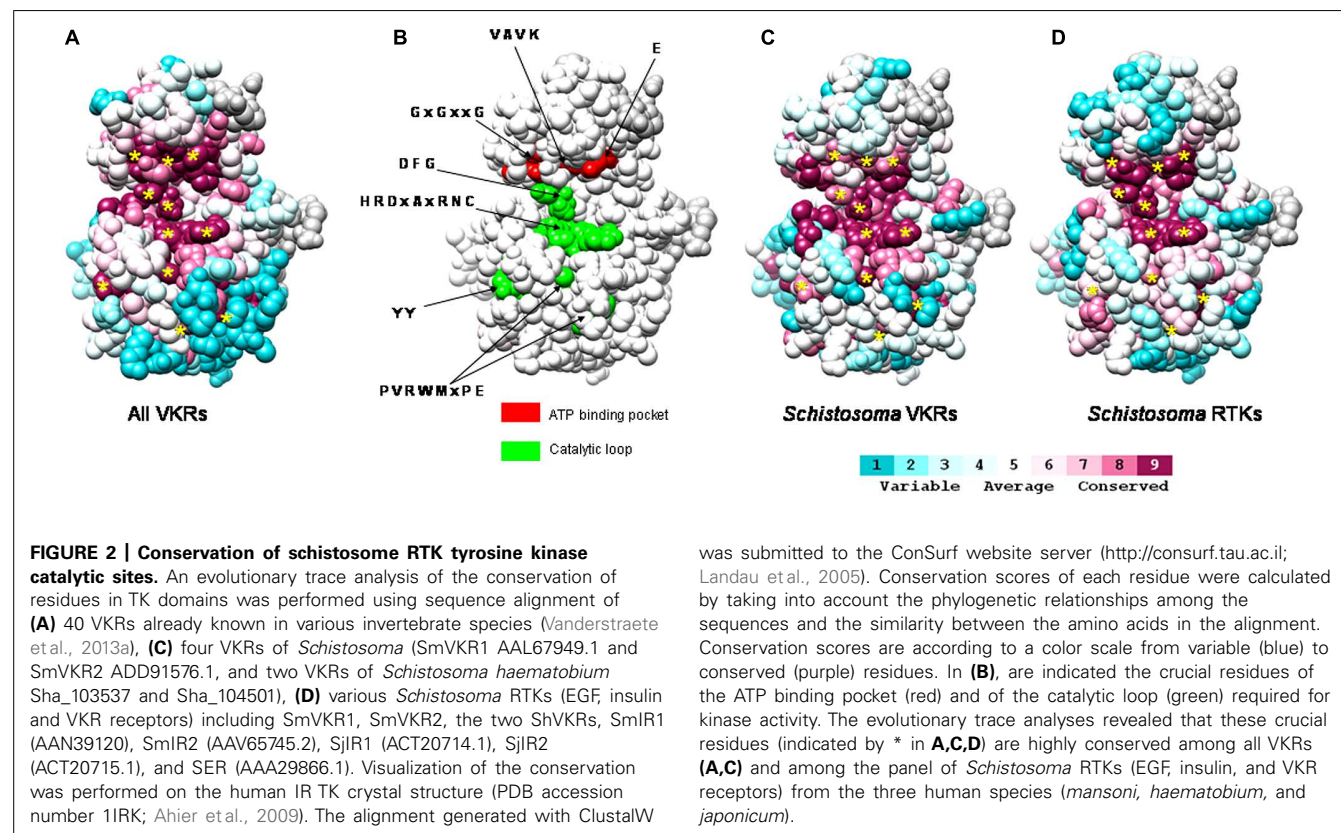 A
B
C
D
VAVK
E
GxGxxG
DFG
HRDxAxRNC
YY
PVRWMxPE
All VKRs
ATP binding pocket
Catalytic loop
Schistosoma VKRs
Schistosoma RTKs
1 2 3 4 5 6 7 8 9
Variable Average Conserved
FIGURE 2 | Conservation of schistosome RTK tyrosine kinase
catalytic sites. An evolutionary trace analysis of the conservation of
residues in TK domains was performed using sequence alignment of
(A) 40 VKRs already known in various invertebrate species (Vanderstraete
et al., 2013a), (C) four VKRs of Schistosoma (SmVKR1 AAL67949.1 and
SmVKR2 ADD91576.1, and two VKRs of Schistosoma haematobium
Sha_103537 and Sha_104501), (D) various Schistosoma RTKs (EGF, insulin
and VKR receptors) including SmVKR1, SmVKR2, the two ShVKRs, SmIR1
(AAN39120), SmIR2 (AAV65745.2), SjIR1 (ACT20714.1), SjIR2
(ACT20715.1), and SER (AAA29866.1). Visualization of the conservation
was performed on the human IR TK crystal structure (PDB accession
number 1IRK; Ahier et al., 2009). The alignment generated with ClustalW
was submitted to the ConSurf website server (http://consurf.tau.ac.il;
Landau et al., 2005). Conservation scores of each residue were calculated
by taking into account the phylogenetic relationships among the
sequences and the similarity between the amino acids in the alignment.
Conservation scores are according to a color scale from variable (blue) to
conserved (purple) residues. In (B), are indicated the crucial residues of
the ATP binding pocket (red) and of the catalytic loop (green) required for
kinase activity. The evolutionary trace analyses revealed that these crucial
residues (indicated by * in A,C,D) are highly conserved among all VKRs
(A,C) and among the panel of Schistosoma RTKs (EGF, insulin, and VKR
receptors) from the three human species (mansoni, haematobium, and
japonicum).